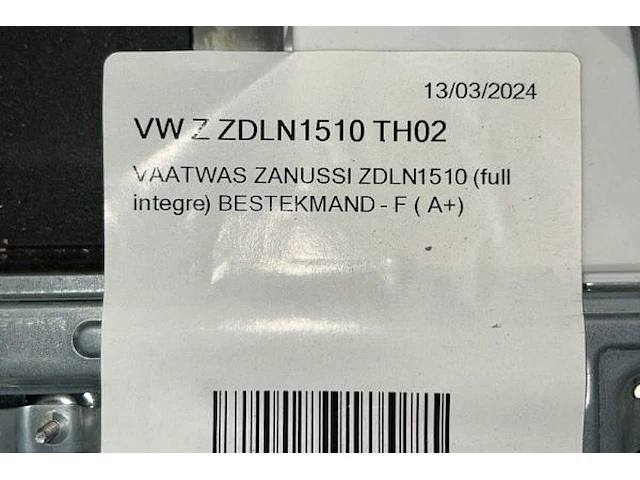 13/03/2024
VW Z ZDLN1510 TH02
VAATWAS ZANUSSI ZDLN1510 (full
integre) BESTEKMAND - F ( A+)